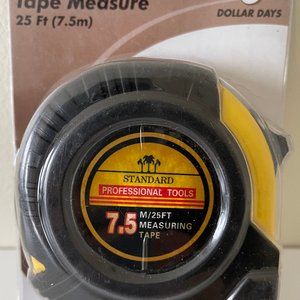 Tape Measure
25 Ft (7.5m)
DOLLAR DAYS
STANDARD
PROFESSIONAL TOOLS
7.5 M/25FT
MEASURING
TAPE